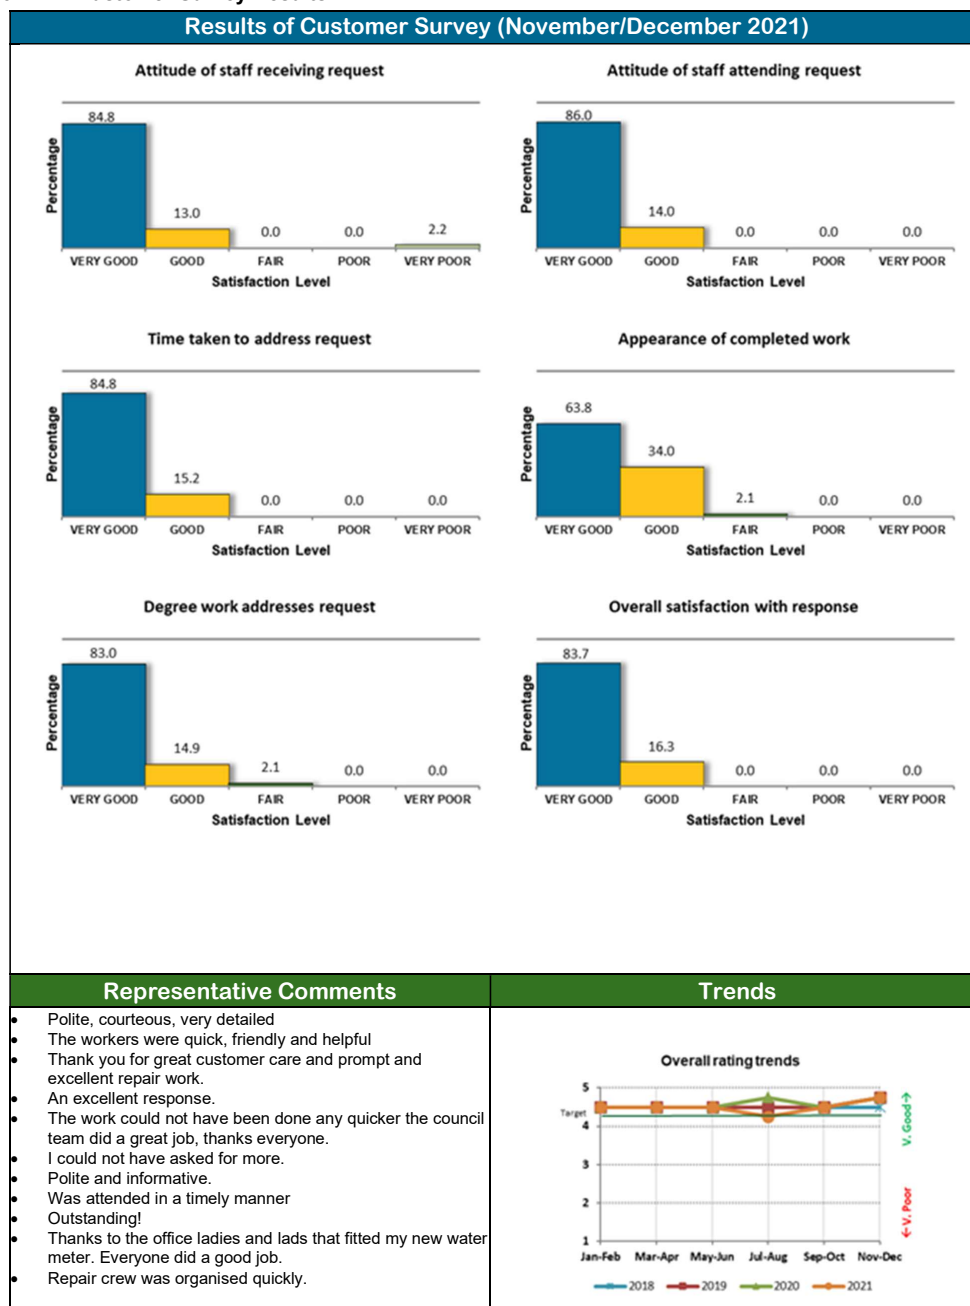 Results of Customer Survey (November/December 2021)
Attitude of staff receiving request
84.8
13.0
0.0
0.0
2.2
Percentage
VERY GOOD GOOD FAIR POOR VERY POOR
Satisfaction Level
Attitude of staff attending request
86.0
14.0
0.0
0.0
0.0
Percentage
VERY GOOD GOOD FAIR POOR VERY POOR
Satisfaction Level
Time taken to address request
84.8
15.2
0.0
0.0
0.0
Percentage
VERY GOOD GOOD FAIR POOR VERY POOR
Satisfaction Level
Appearance of completed work
63.8
34.0
2.1
0.0
0.0
Percentage
VERY GOOD GOOD FAIR POOR VERY POOR
Satisfaction Level
Degree work addresses request
83.0
14.9
2.1
0.0
0.0
Percentage
VERY GOOD GOOD FAIR POOR VERY POOR
Satisfaction Level
Overall satisfaction with response
83.7
16.3
0.0
0.0
0.0
Percentage
VERY GOOD GOOD FAIR POOR VERY POOR
Satisfaction Level
Representative Comments
• Polite, courteous, very detailed
• The workers were quick, friendly and helpful
• Thank you for great customer care and prompt and
excellent repair work.
• An excellent response.
• The work could not have been done any quicker the council
team did a great job, thanks everyone.
• I could not have asked for more.
• Polite and informative.
• Was attended in a timely manner
• Outstanding!
• Thanks to the office ladies and lads that fitted my new water
meter. Everyone did a good job.
• Repair crew was organised quickly.
Trends
Overall rating trends
5
Target
4
3
2
1
V. Good→
←V. Poor
Jan-Feb Mar-Apr May-Jun Jul-Aug Sep-Oct Nov-Dec
2018 2019 2020 2021